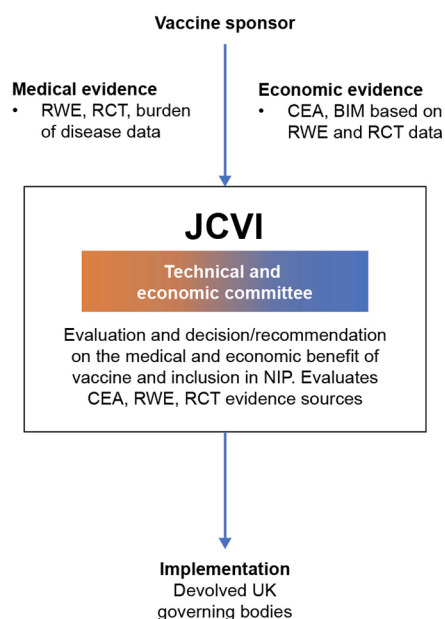 Vaccine sponsor
Medical evidence
• RWE, RCT, burden
of disease data
Economic evidence
• CEA, BIM based on
RWE and RCT data
JCVI
Technical and
economic committee
Evaluation and decision/recommendation
on the medical and economic benefit of
vaccine and inclusion in NIP. Evaluates
CEA, RWE, RCT evidence sources
Implementation
Devolved UK
governing bodies